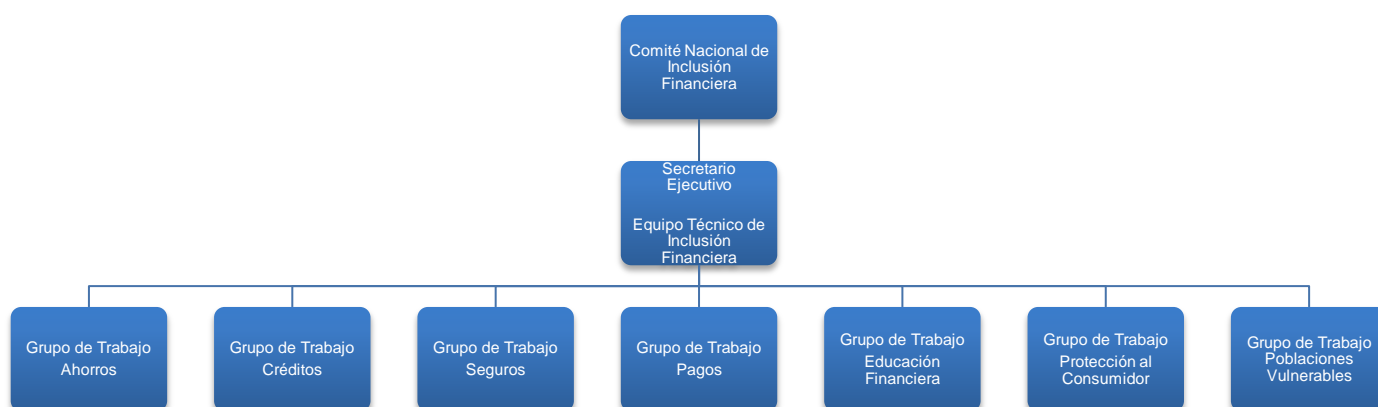 Comité Nacional de
Inclusión
Financiera
Secretario
Ejecutivo
Equipo Técnico de
Inclusión
Financiera
Grupo de Trabajo
Ahorros
Grupo de Trabajo
Créditos
Grupo de Trabajo
Seguros
Grupo de Trabajo
Pagos
Grupo de Trabajo
Educación
Financiera
Grupo de Trabajo
Protección al
Consumidor
Grupo de Trabajo
Poblaciones
Vulnerables